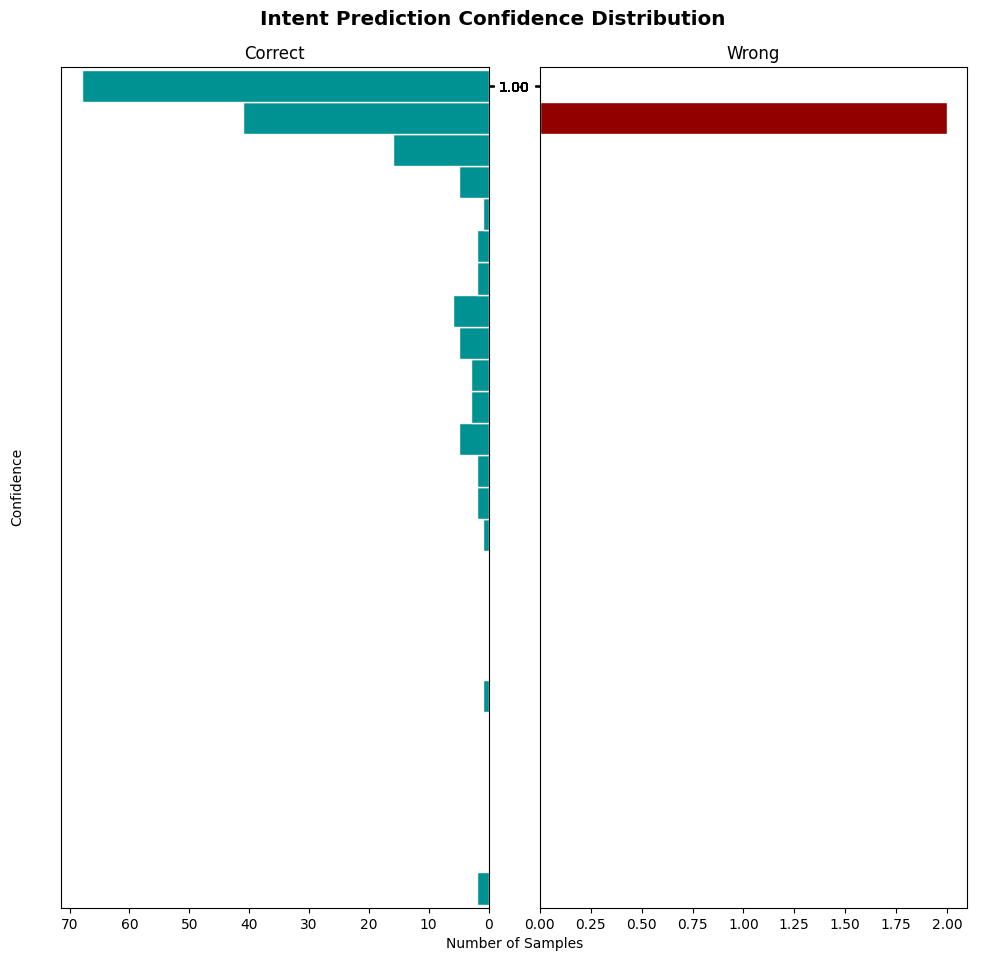 Intent Prediction Confidence Distribution
Correct
Wrong
1.00
Confidence
70 60 50 40 30 20 10 0
0.00 0.25 0.50 0.75 1.00 1.25 1.50 1.75 2.00
Number of Samples